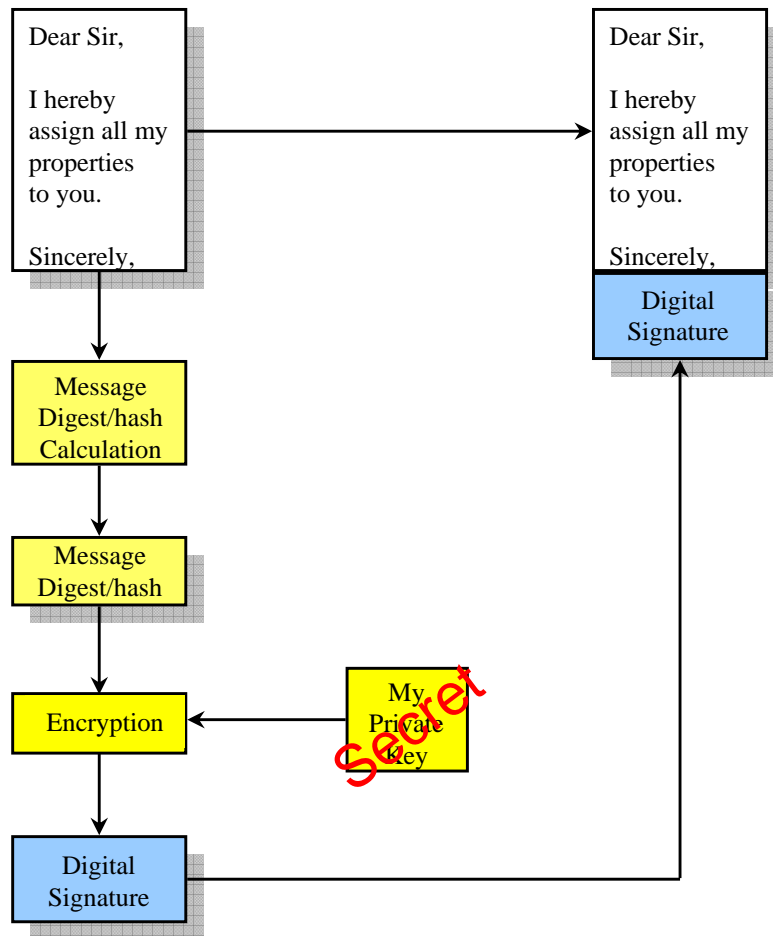 Dear Sir,
I hereby
assign all my
properties
to you.
Sincerely,
Dear Sir,
I hereby
assign all my
properties
to you.
Sincerely,
Digital
Signature
Message
Digest/hash
Calculation
Message
Digest/hash
Encryption
My
Private
Key
Secret
Digital
Signature